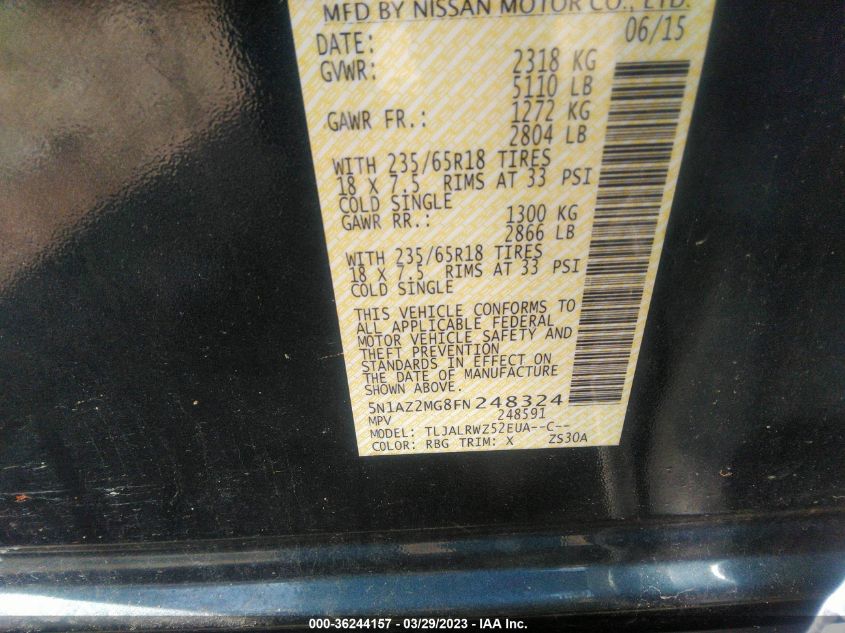 MFD BY NISSAN MOTOR CO., LTD.
DATE: 06/15
GVWR: 2318 KG
5110 LB
GAWR FR.: 1272 KG
2804 LB
WITH 235/65R18 TIRES
18 X 7.5 RIMS AT 33 PSI
COLD SINGLE
GAWR RR.: 1300 KG
2866 LB
WITH 235/65R18 TIRES
18 X 7.5 RIMS AT 33 PSI
COLD SINGLE
THIS VEHICLE CONFORMS TO
ALL APPLICABLE FEDERAL
MOTOR VEHICLE SAFETY AND
THEFT PREVENTION
STANDARDS IN EFFECT ON
THE DATE OF MANUFACTURE
SHOWN ABOVE.
5N1AZ2MG8FN248324
MPV 248591
MODEL: TLJALRWZ52EUA--C--
COLOR: RBG TRIM: X ZS30A
000-36244157 - 03/29/2023 - IAA Inc.